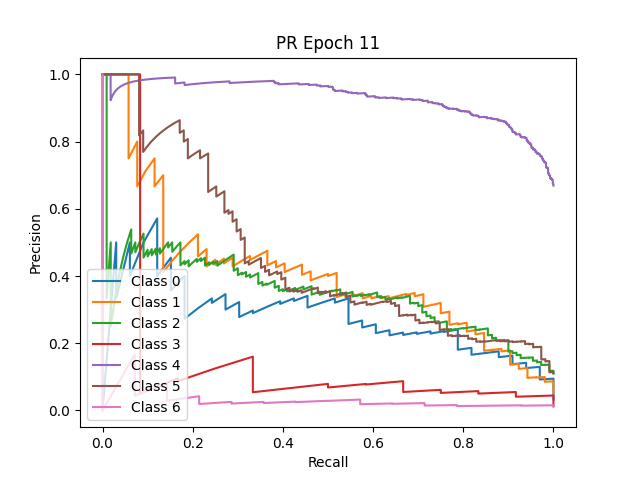 PR Epoch 11
Precision
1.0
0.8
0.6
0.4
0.2
0.0
Class 0
Class 1
Class 2
Class 3
Class 4
Class 5
Class 6
0.0 0.2 0.4 0.6 0.8 1.0
Recall